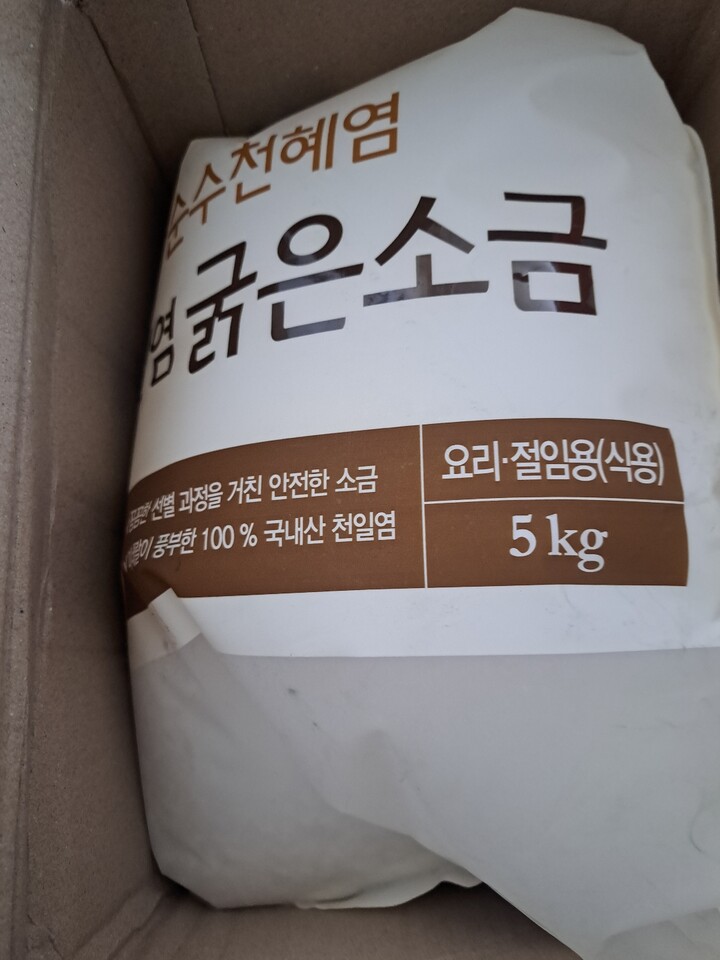 순수천혜염
염 굵은소금
선별 과정을 거친 안전한 소금
풍부한 100 % 국내산 천일염
요리·절임용(식용)
5 kg